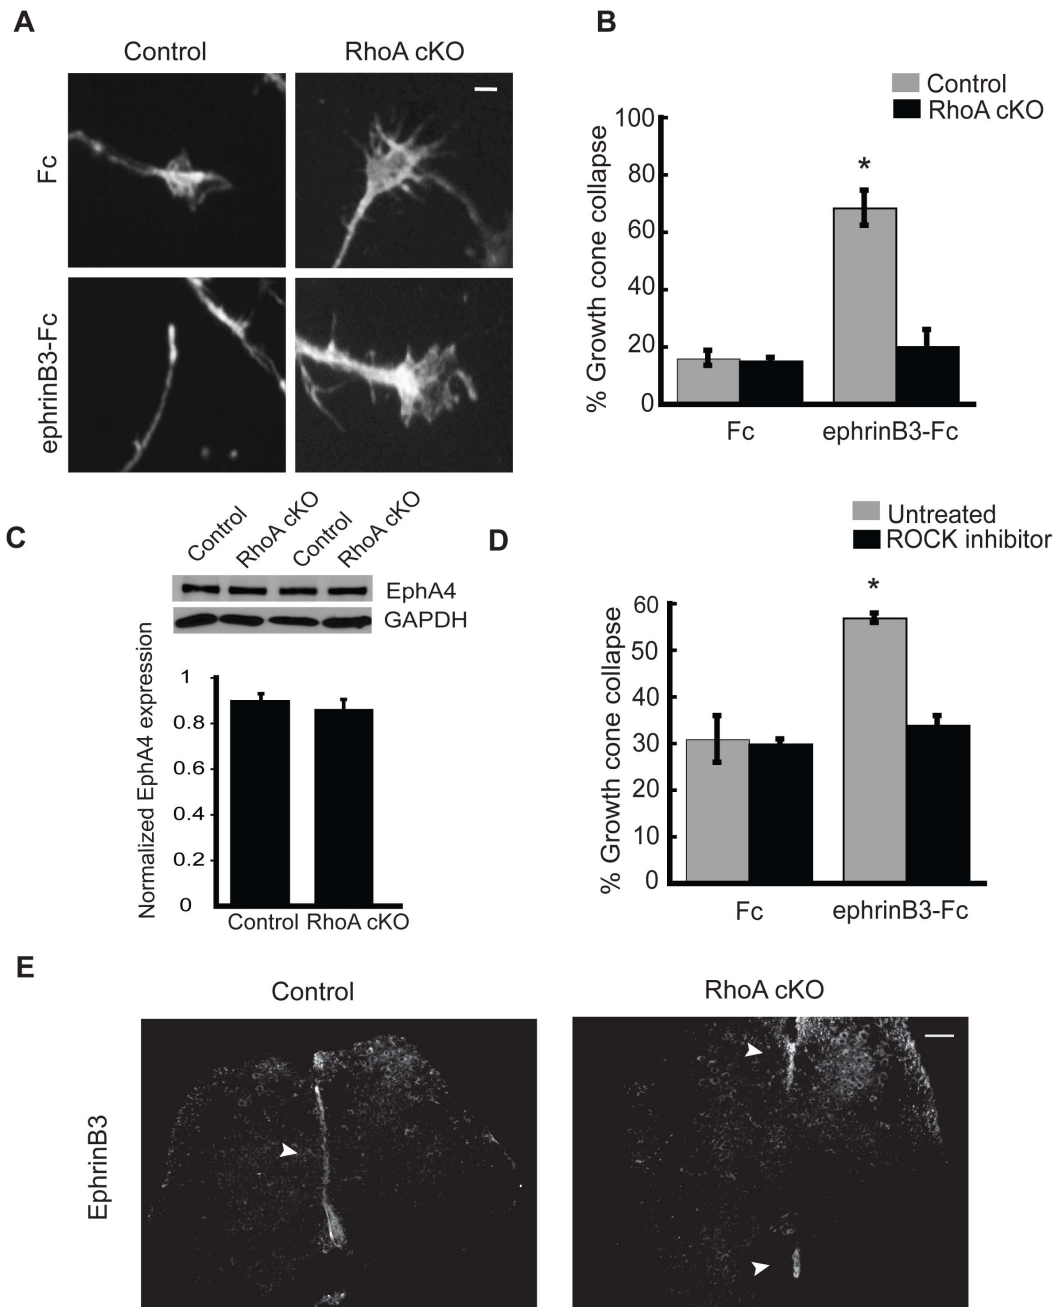 A
Control
RhoA cKO
Fc
ephrinB3-Fc
B
Control
RhoA cKO
% Growth cone collapse
100
80
60
40
20
0
*
Fc
ephrinB3-Fc
C
Control
RhoA cKO
Control
RhoA cKO
EphA4
GAPDH
Normalized EphA4 expression
1
0.8
0.6
0.4
0.2
0
Control RhoA cKO
D
Untreated
ROCK inhibitor
% Growth cone collapse
60
50
40
30
20
10
0
*
Fc
ephrinB3-Fc
E
Control
RhoA cKO
EphrinB3